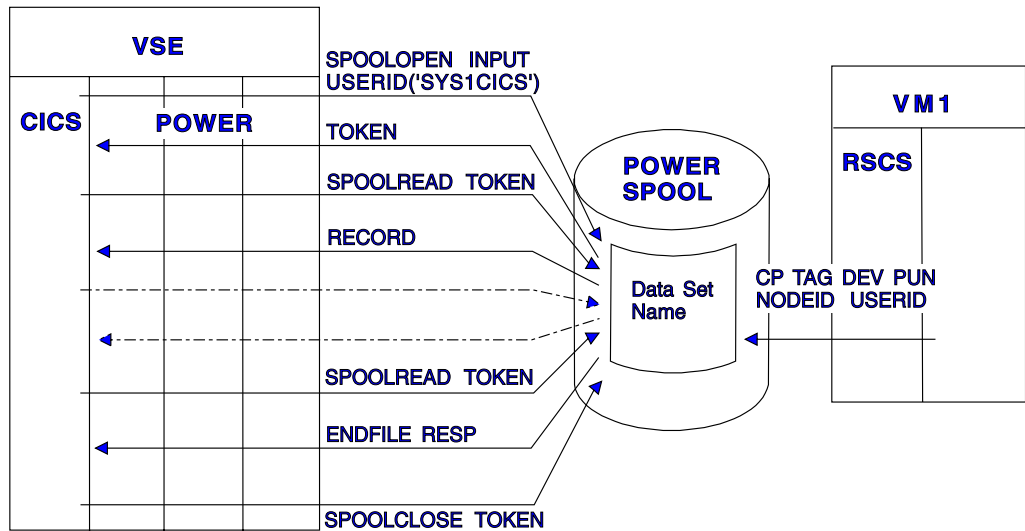 VSE
CICS
POWER
SPOOLOPEN INPUT
USERID('SYS1CICS')
TOKEN
SPOOLREAD TOKEN
RECORD
SPOOLREAD TOKEN
ENDFILE RESP
SPOOLCLOSE TOKEN
POWER
SPOOL
Data Set
Name
VM1
RSCS
CP TAG DEV PUN
NODEID USERID